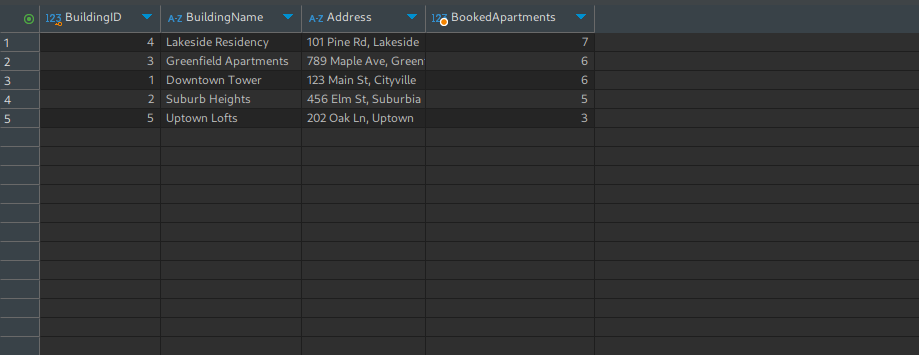 123 BuildingID A-Z BuildingName A-Z Address 123 BookedApartments
1 4 Lakeside Residency 101 Pine Rd, Lakeside 7
2 3 Greenfield Apartments 789 Maple Ave, Green 6
3 1 Downtown Tower 123 Main St, Cityville 6
4 2 Suburb Heights 456 Elm St, Suburbia 5
5 5 Uptown Lofts 202 Oak Ln, Uptown 3